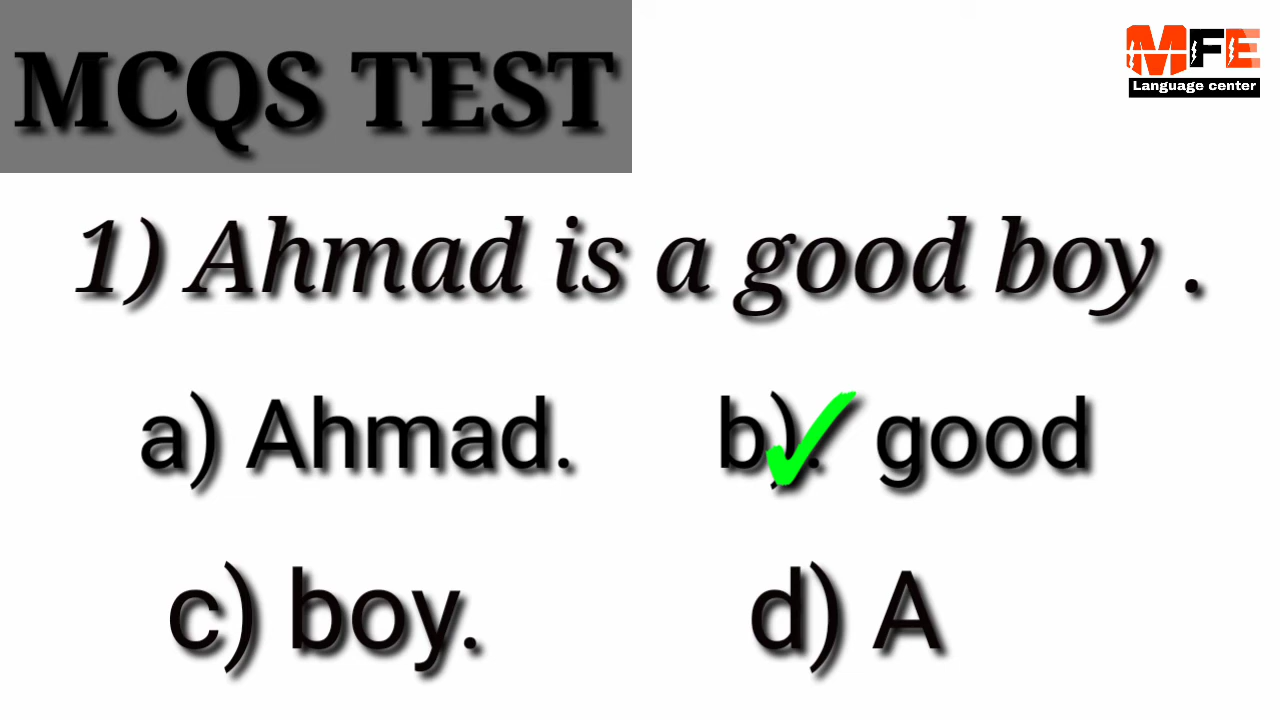 MCQS TEST
MFE
Language center
1) Ahmad is a good boy .
a) Ahmad.
b). good
c) boy.
d) A